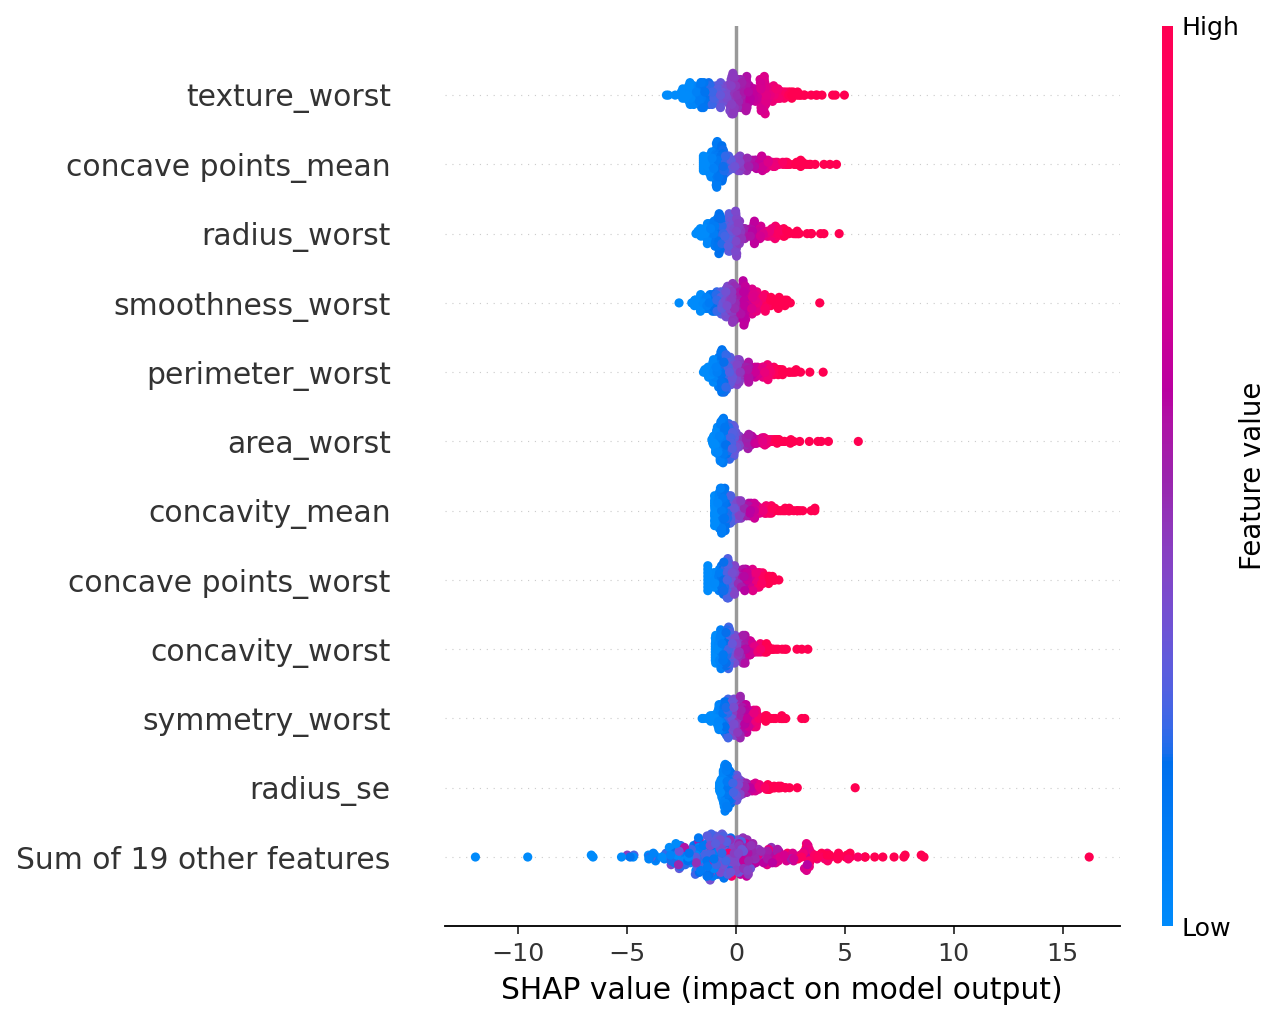 High
texture_worst
concave points_mean
radius_worst
smoothness_worst
perimeter_worst
area_worst
concavity_mean
concave points_worst
concavity_worst
symmetry_worst
radius_se
Sum of 19 other features
Feature value
Low
−10 −5 0 5 10 15
SHAP value (impact on model output)